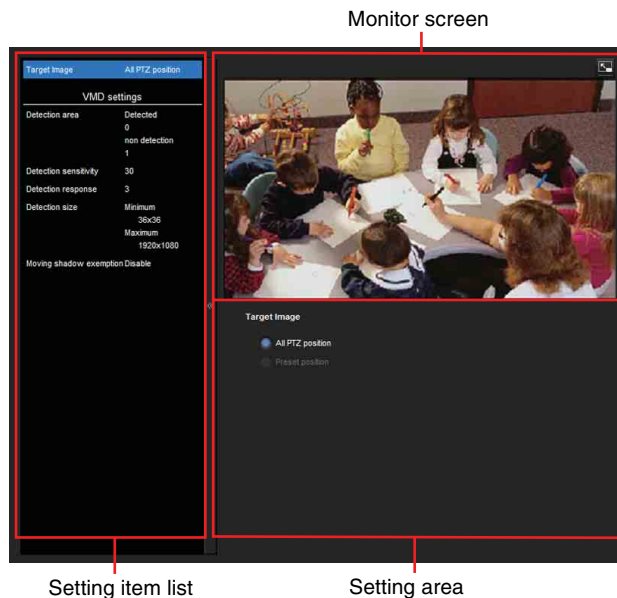 Monitor screen
Target Image All PTZ position
VMD settings
Detection area Detected
0
non detection
1
Detection sensitivity 30
Detection response 3
Detection size Minimum
36x36
Maximum
1920x1080
Moving shadow exemption Disable
Target Image
All PTZ position
Preset position
Setting item list Setting area